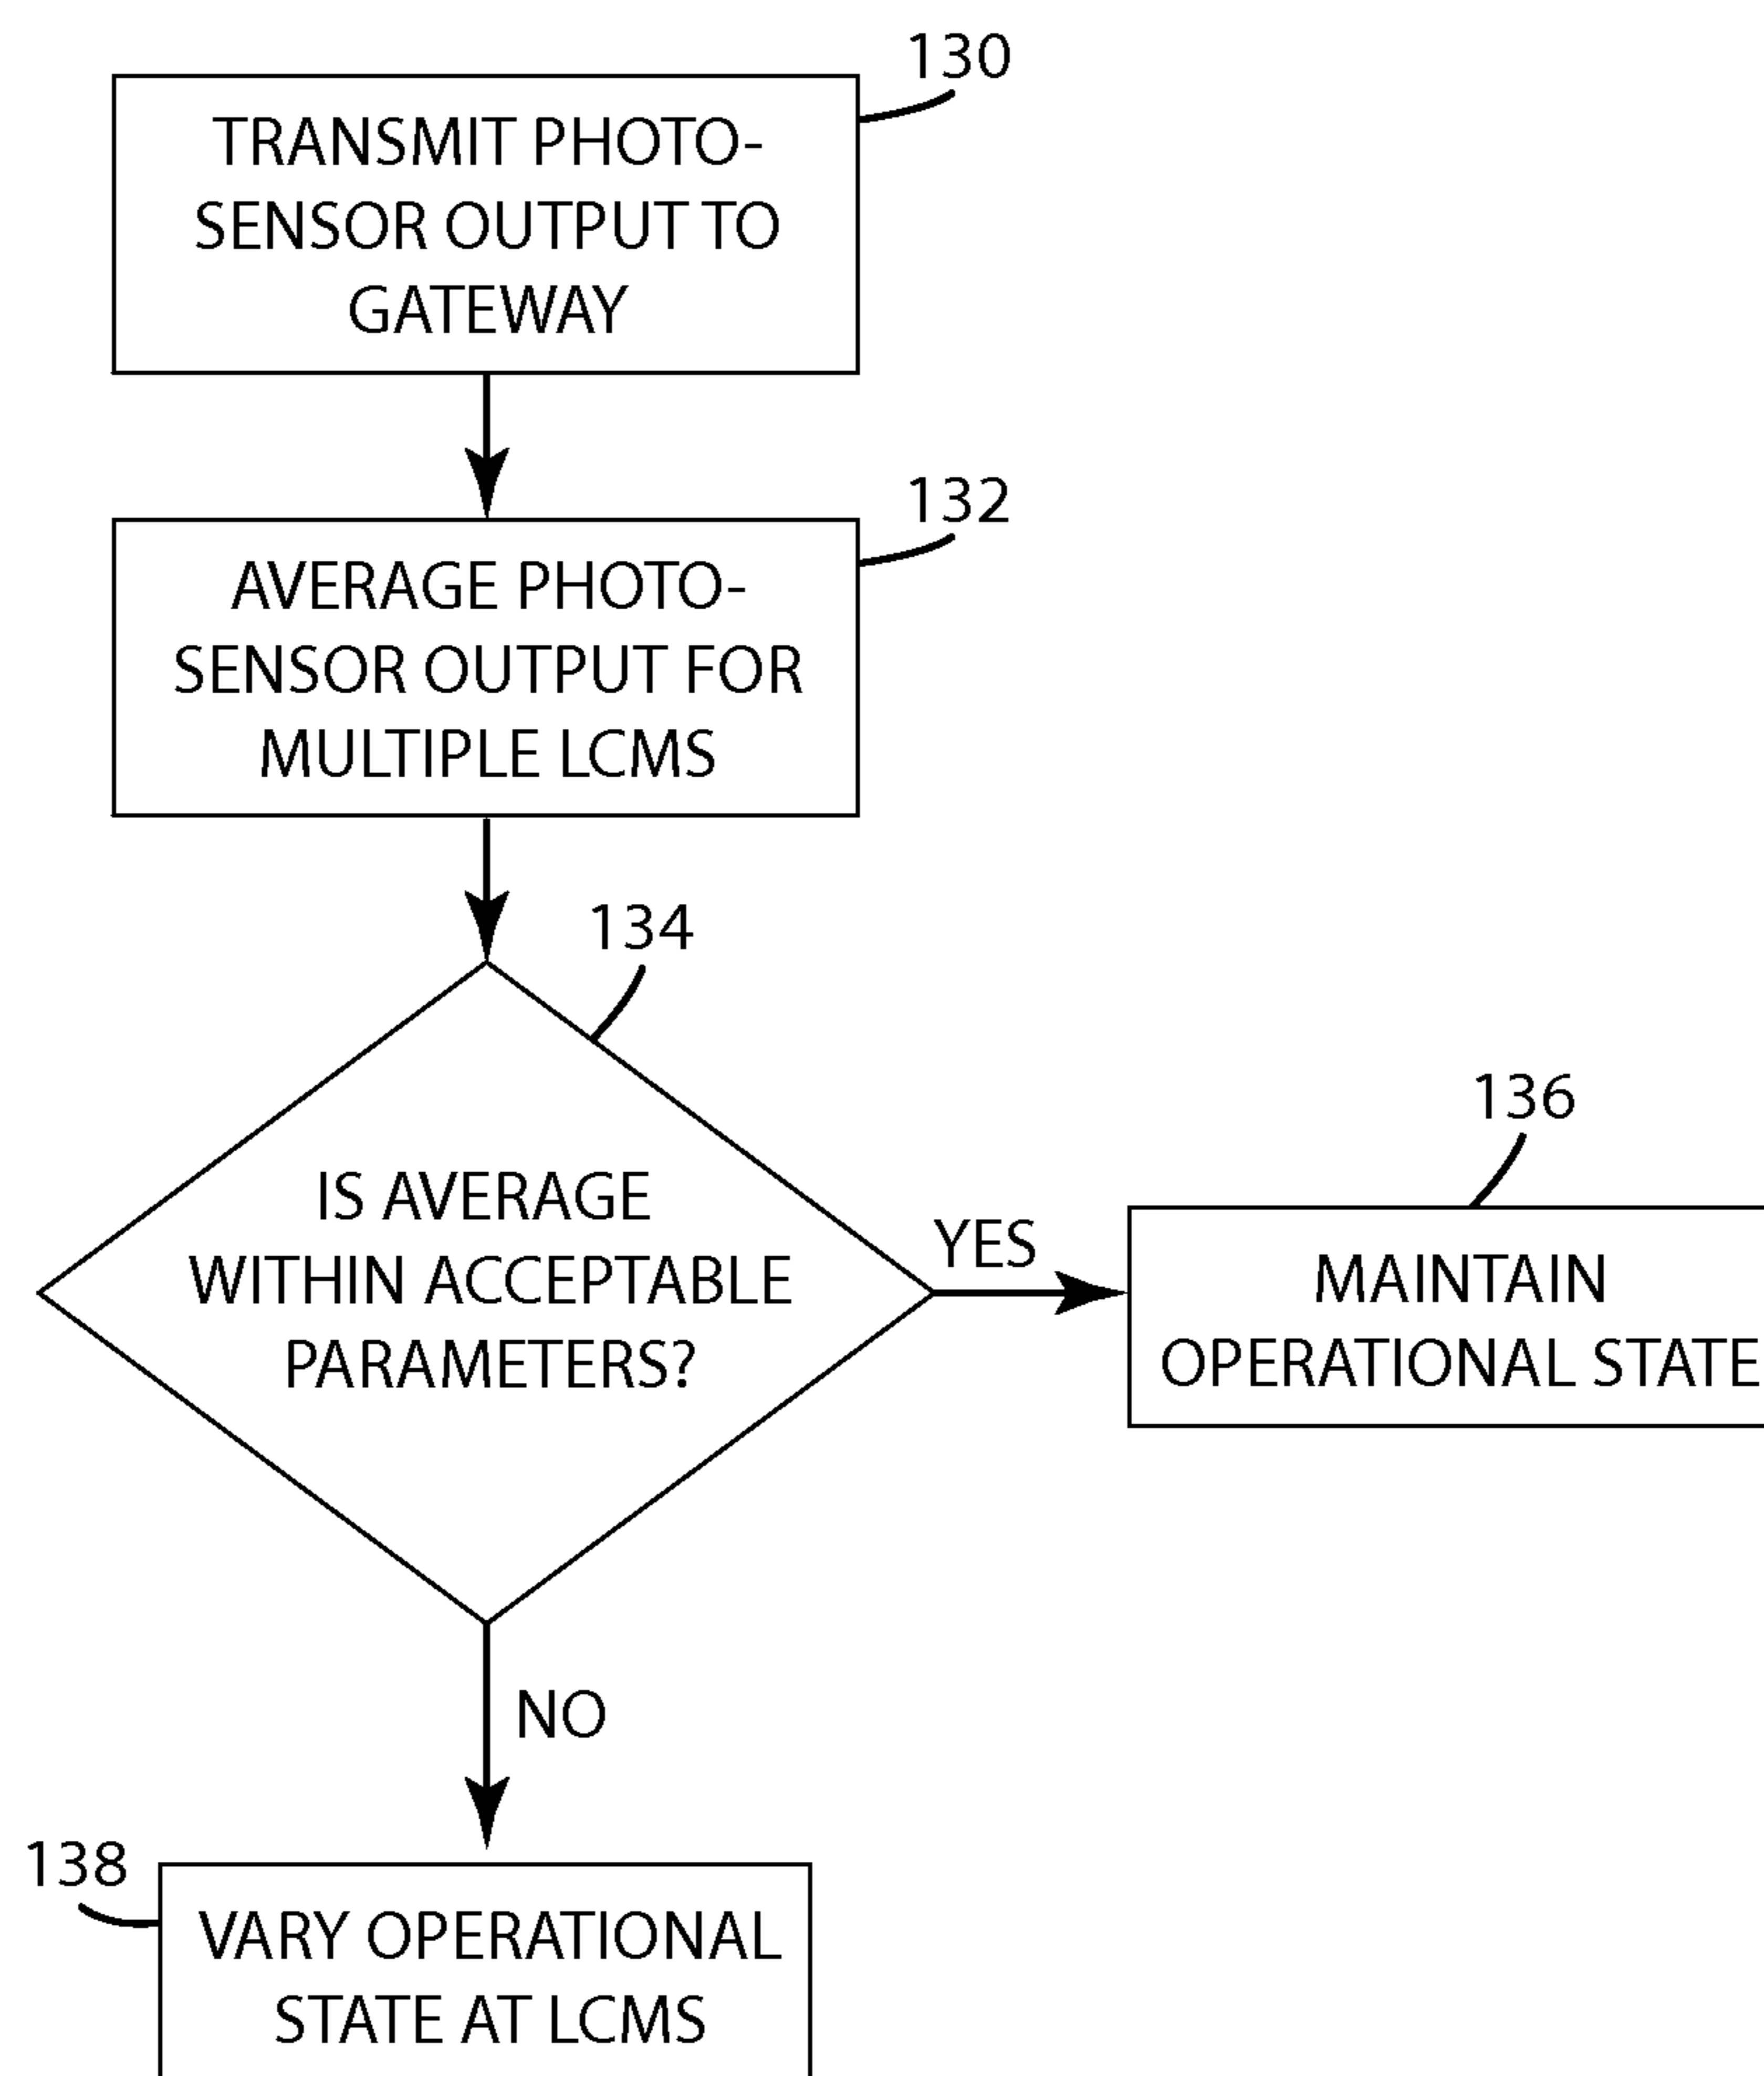 130
TRANSMIT PHOTO-
SENSOR OUTPUT TO
GATEWAY
132
AVERAGE PHOTO-
SENSOR OUTPUT FOR
MULTIPLE LCMS
134
IS AVERAGE
WITHIN ACCEPTABLE
PARAMETERS?
YES
136
MAINTAIN
OPERATIONAL STATE
NO
138
VARY OPERATIONAL
STATE AT LCMS